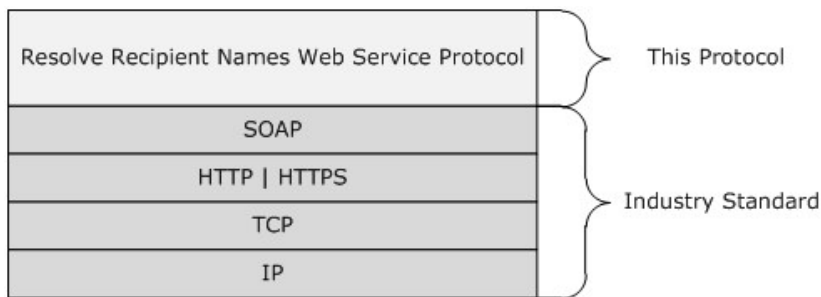 Resolve Recipient Names Web Service Protocol
This Protocol
SOAP
HTTP | HTTPS
TCP
IP
Industry Standard